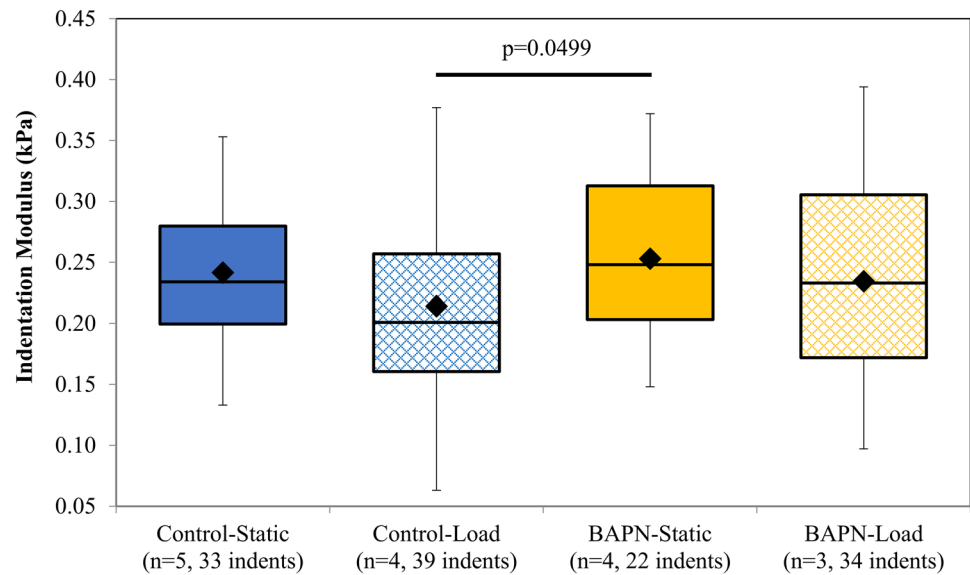 Indentation Modulus (kPa)
0.45
0.40
0.35
0.30
0.25
0.20
0.15
0.10
0.05
p=0.0499
Control-Static
(n=5, 33 indents)
Control-Load
(n=4, 39 indents)
BAPN-Static
(n=4, 22 indents)
BAPN-Load
(n=3, 34 indents)